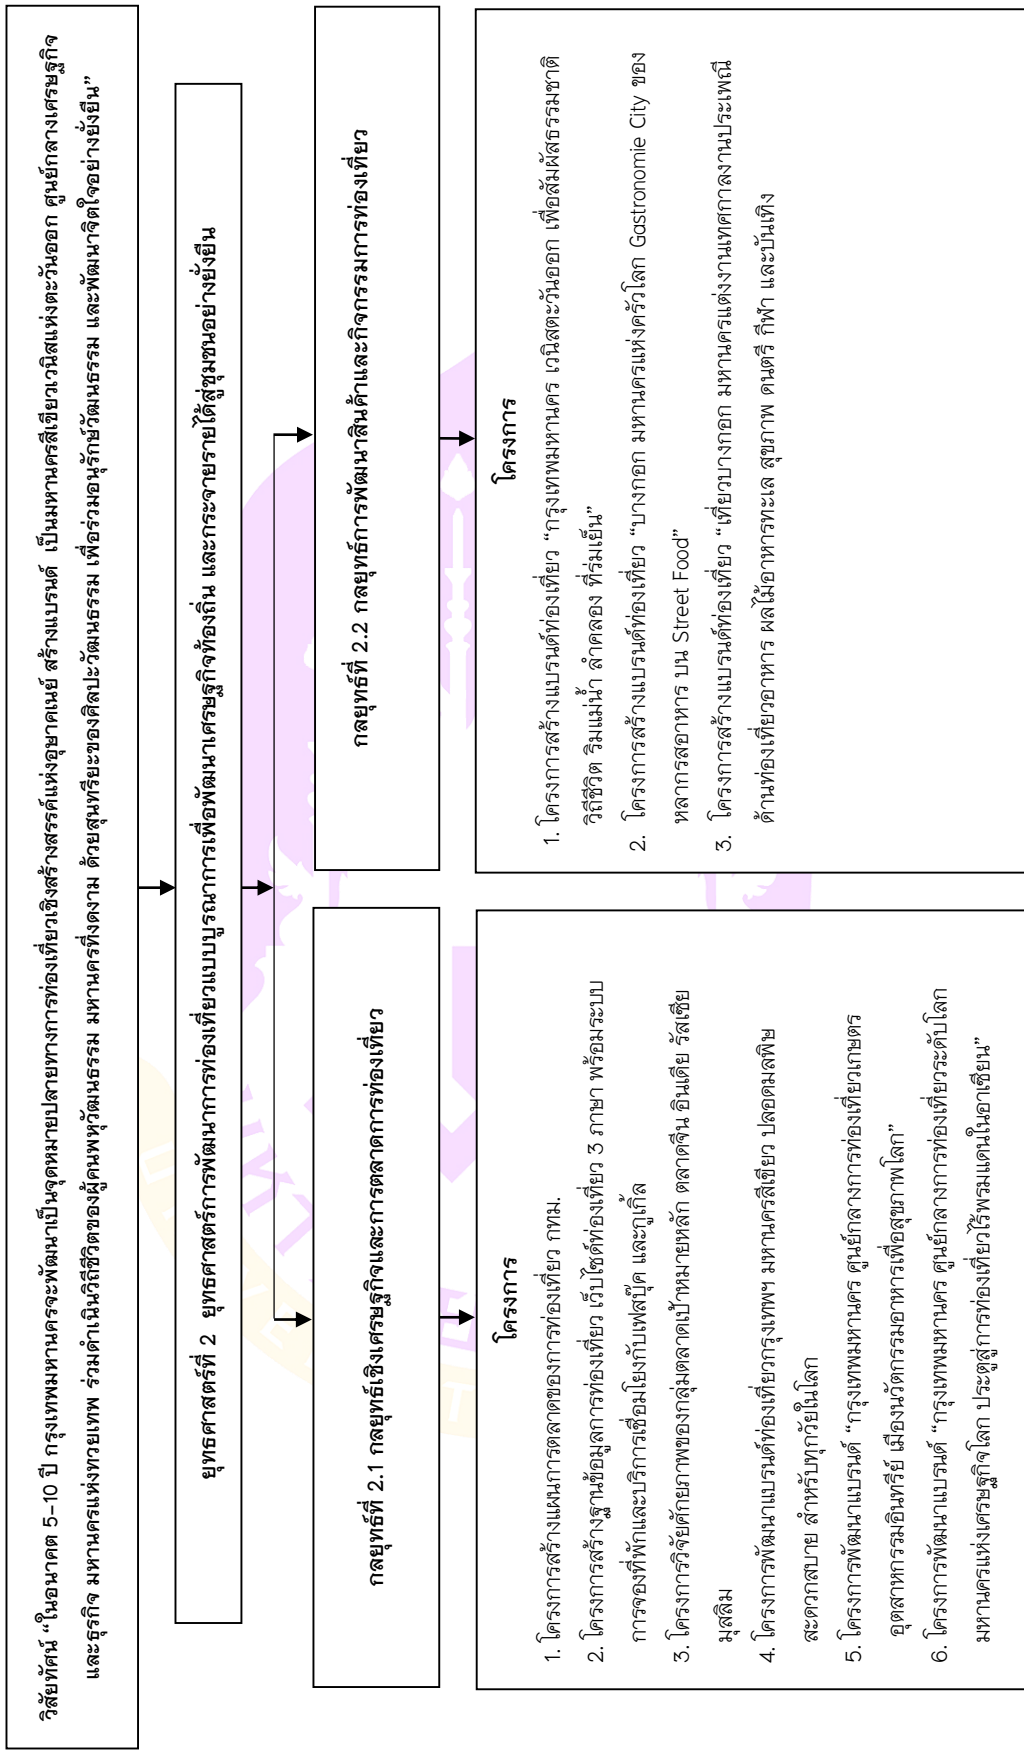 วิสัยทัศน์ “ในอนาคต 5–10 ปี กรุงเทพมหานครจะพัฒนาเป็นจุดหมายปลายทางการท่องเที่ยวเชิงสร้างสรรค์แห่งอุษาคเนย์ สร้างแบรนด์ เป็นมหานครสีเขียวเวนิสแห่งตะวันออก ศูนย์กลางเศรษฐกิจ
และธุรกิจ มหานครแห่งทวยเทพ ร่วมดำเนินวิถีชีวิตของผู้คนพหุวัฒนธรรม มหานครที่งดงาม ด้วยสุนทรียะของศิลปะวัฒนธรรม เพื่อร่วมอนุรักษ์วัฒนธรรม และพัฒนาจิตใจอย่างยั่งยืน”
ยุทธศาสตร์ที่ 2 ยุทธศาสตร์การพัฒนาการท่องเที่ยวแบบบูรณาการเพื่อพัฒนาเศรษฐกิจท้องถิ่น และกระจายรายได้สู่ชุมชนอย่างยั่งยืน
กลยุทธ์ที่ 2.1 กลยุทธ์เชิงเศรษฐกิจและการตลาดการท่องเที่ยว
โครงการ
1. โครงการสร้างแผนการตลาดของการท่องเที่ยว กทม.
2. โครงการสร้างฐานข้อมูลการท่องเที่ยว เว็บไซต์ท่องเที่ยว 3 ภาษา พร้อมระบบ
การจองที่พักและบริการเชื่อมโยงกับเฟสบุ๊ค และกูเกิ้ล
3. โครงการวิจัยศักยภาพของกลุ่มตลาดเป้าหมายหลัก ตลาดจีน อินเดีย รัสเซีย
มุสลิม
4. โครงการพัฒนาแบรนด์ท่องเที่ยวกรุงเทพฯ มหานครสีเขียว ปลอดมลพิษ
สะดวกสบาย สำหรับทุกวัยในโลก
5. โครงการพัฒนาแบรนด์ “กรุงเทพมหานคร ศูนย์กลางการท่องเที่ยวเกษตร
อุตสาหกรรมอินทรีย์ เมืองนวัตกรรมอาหารเพื่อสุขภาพโลก”
6. โครงการพัฒนาแบรนด์ “กรุงเทพมหานคร ศูนย์กลางการท่องเที่ยวระดับโลก
มหานครแห่งเศรษฐกิจโลก ประตูสู่การท่องเที่ยวไร้พรมแดนในอาเซียน”
กลยุทธ์ที่ 2.2 กลยุทธ์การพัฒนาสินค้าและกิจกรรมการท่องเที่ยว
โครงการ
1. โครงการสร้างแบรนด์ท่องเที่ยว “กรุงเทพมหานคร เวนิสตะวันออก เพื่อสัมผัสธรรมชาติ
วิถีชีวิต ริมแม่น้ำ ลำคลอง ที่ร่มเย็น”
2. โครงการสร้างแบรนด์ท่องเที่ยว “บางกอก มหานครแห่งครัวโลก Gastronomie City ของ
หลากรสอาหาร บน Street Food”
3. โครงการสร้างแบรนด์ท่องเที่ยว “เที่ยวบางกอก มหานครแต่งงานเทศกาลงานประเพณี
ด้านท่องเที่ยวอาหาร ผลไม้อาหารทะเล สุขภาพ ดนตรี กีฬา และบันเทิง